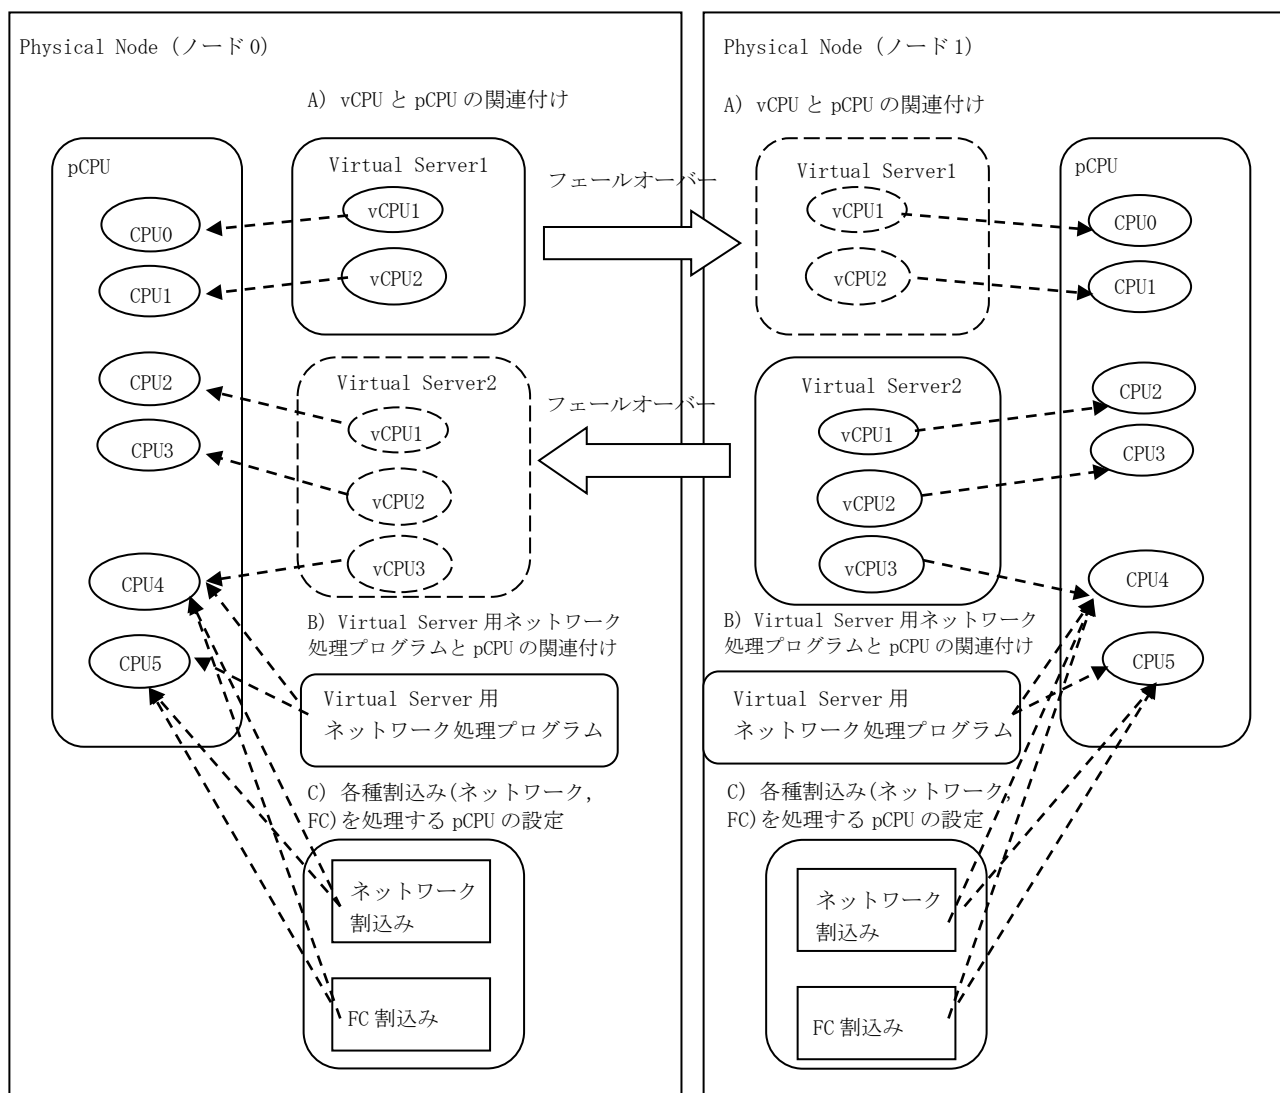 Physical Node (ノード 0)
A) vCPU と pCPU の関連付け
pCPU
CPU0
CPU1
CPU2
CPU3
CPU4
CPU5
Virtual Server1
vCPU1
vCPU2
Virtual Server2
vCPU1
vCPU2
vCPU3
B) Virtual Server 用ネットワーク
処理プログラムと pCPU の関連付け
Virtual Server 用
ネットワーク処理プログラム
C) 各種割込み(ネットワーク,
FC)を処理する pCPU の設定
ネットワーク
割込み
FC 割込み
フェールオーバー
フェールオーバー
Physical Node (ノード 1)
A) vCPU と pCPU の関連付け
Virtual Server1
vCPU1
vCPU2
Virtual Server2
vCPU1
vCPU2
vCPU3
pCPU
CPU0
CPU1
CPU2
CPU3
CPU4
CPU5
B) Virtual Server 用ネットワーク
処理プログラムと pCPU の関連付け
Virtual Server 用
ネットワーク処理プログラム
C) 各種割込み(ネットワーク,
FC)を処理する pCPU の設定
ネットワーク
割込み
FC 割込み